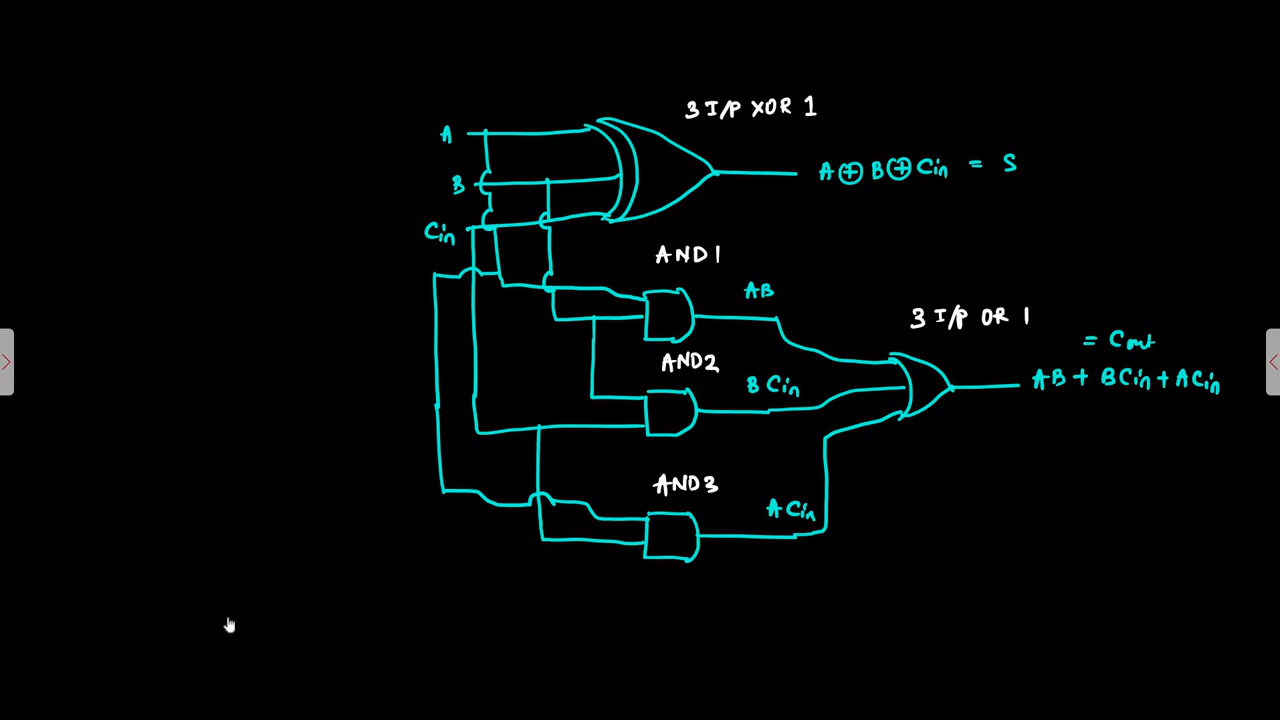 3 I/P XOR 1
A
A ⊕ B ⊕ Cin = S
B
Cin
AND1
AB
3 I/P OR 1
= Cout
AND2
B Cin
AB + BCin + ACin
AND3
A Cin